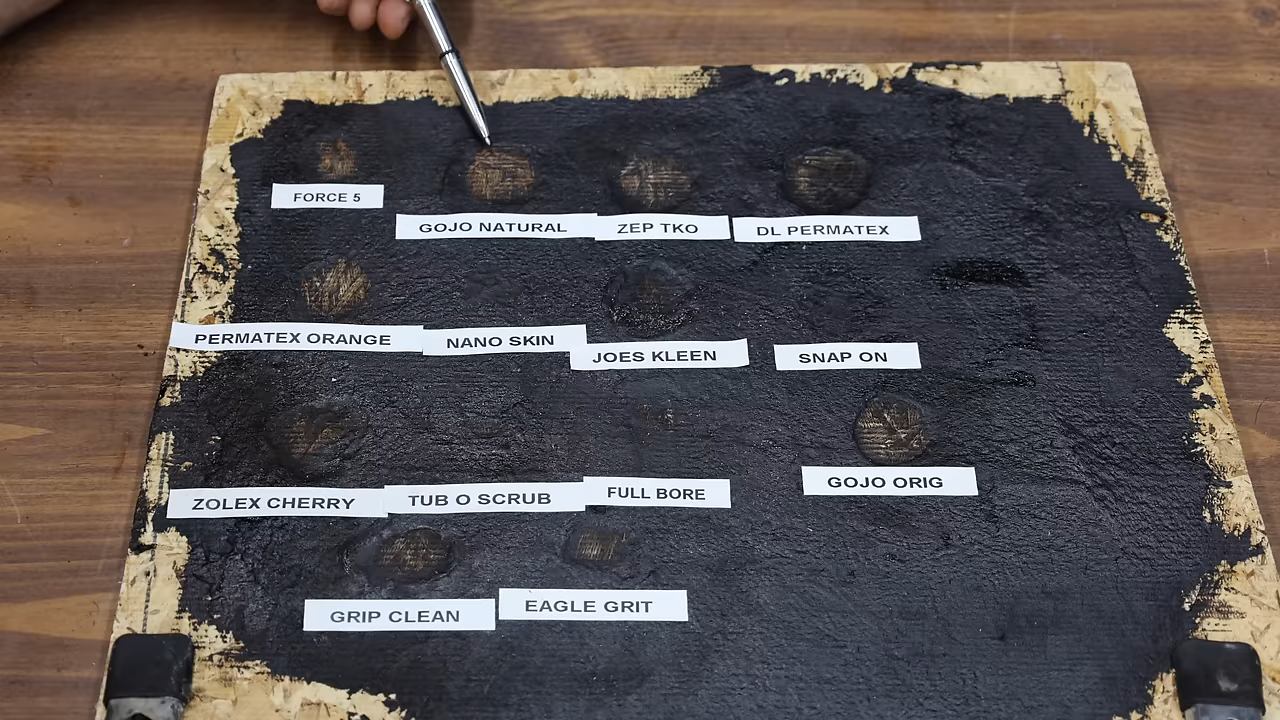 FORCE 5
GOJO NATURAL
ZEP TKO
DL PERMATEX
PERMATEX ORANGE
NANO SKIN
JOES KLEEN
SNAP ON
ZOLEX CHERRY
TUB O SCRUB
FULL BORE
GOJO ORIG
GRIP CLEAN
EAGLE GRIT